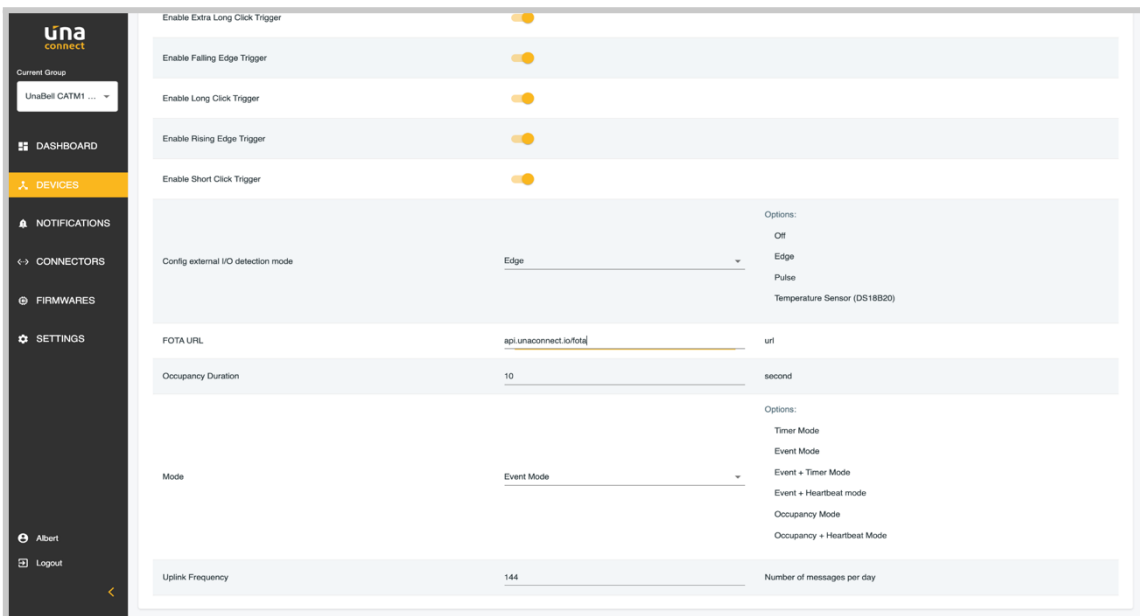 una
connect
Current Group
UnaBell CATM1 ...
DASHBOARD
DEVICES
NOTIFICATIONS
CONNECTORS
FIRMWARES
SETTINGS
Albert
Logout
Enable Extra Long Click Trigger
Enable Falling Edge Trigger
Enable Long Click Trigger
Enable Rising Edge Trigger
Enable Short Click Trigger
Config external I/O detection mode
Edge
Options:
Off
Edge
Pulse
Temperature Sensor (DS18B20)
FOTA URL
api.unaconnect.io/fota
url
Occupancy Duration
10
second
Mode
Event Mode
Options:
Timer Mode
Event Mode
Event + Timer Mode
Event + Heartbeat mode
Occupancy Mode
Occupancy + Heartbeat Mode
Uplink Frequency
144
Number of messages per day